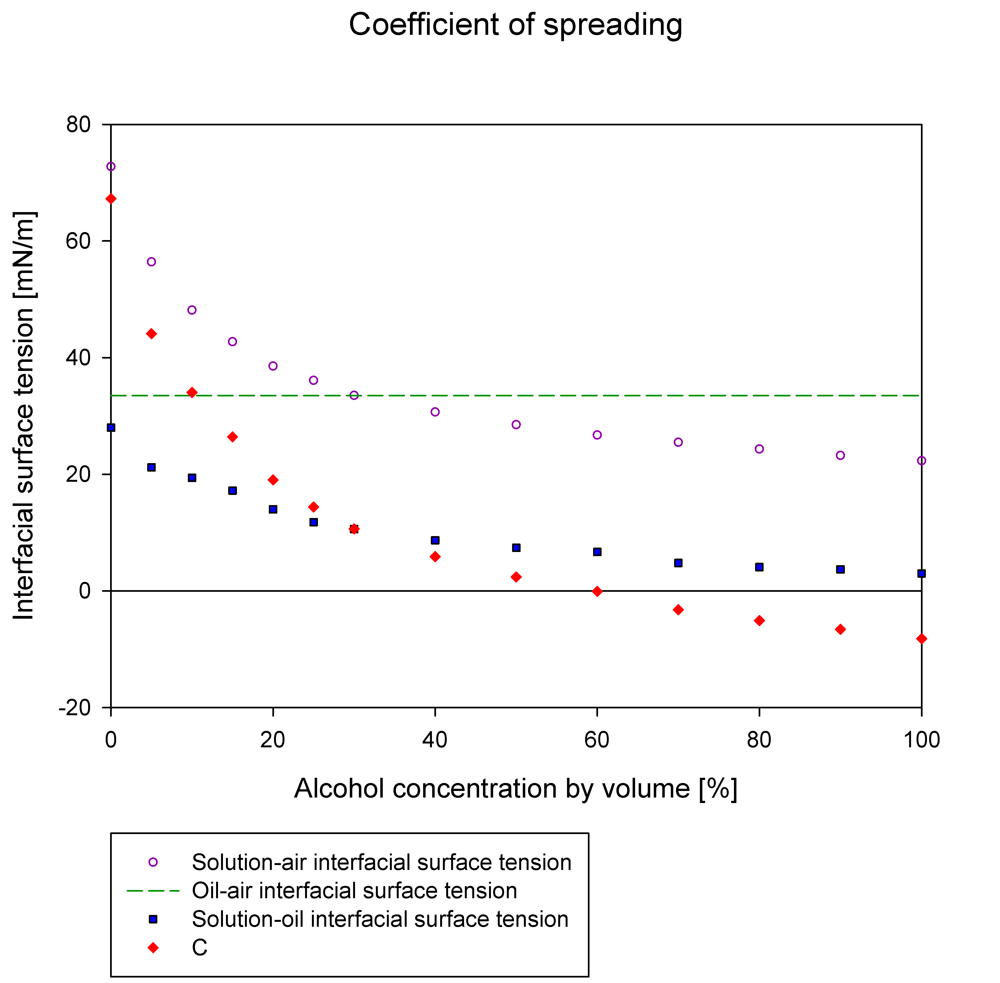 Coefficient of spreading
Interfacial surface tension [mN/m]
80
60
40
20
0
-20
0 20 40 60 80 100
Alcohol concentration by volume [%]
Solution-air interfacial surface tension
Oil-air interfacial surface tension
Solution-oil interfacial surface tension
C